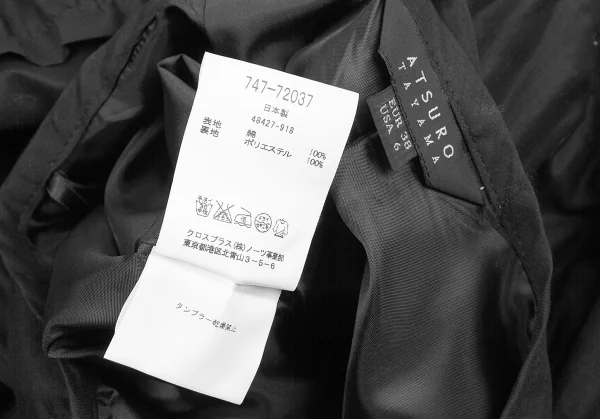 747-72037
日本製
48427-918
表地 綿 100%
裏地 ポリエステル 100%
クロスプラス(株)ノーツ事業部
東京都港区北青山3-5-6
タンブラー乾燥禁止
ATSURO
TAYAMA
EUR 38
USA 6